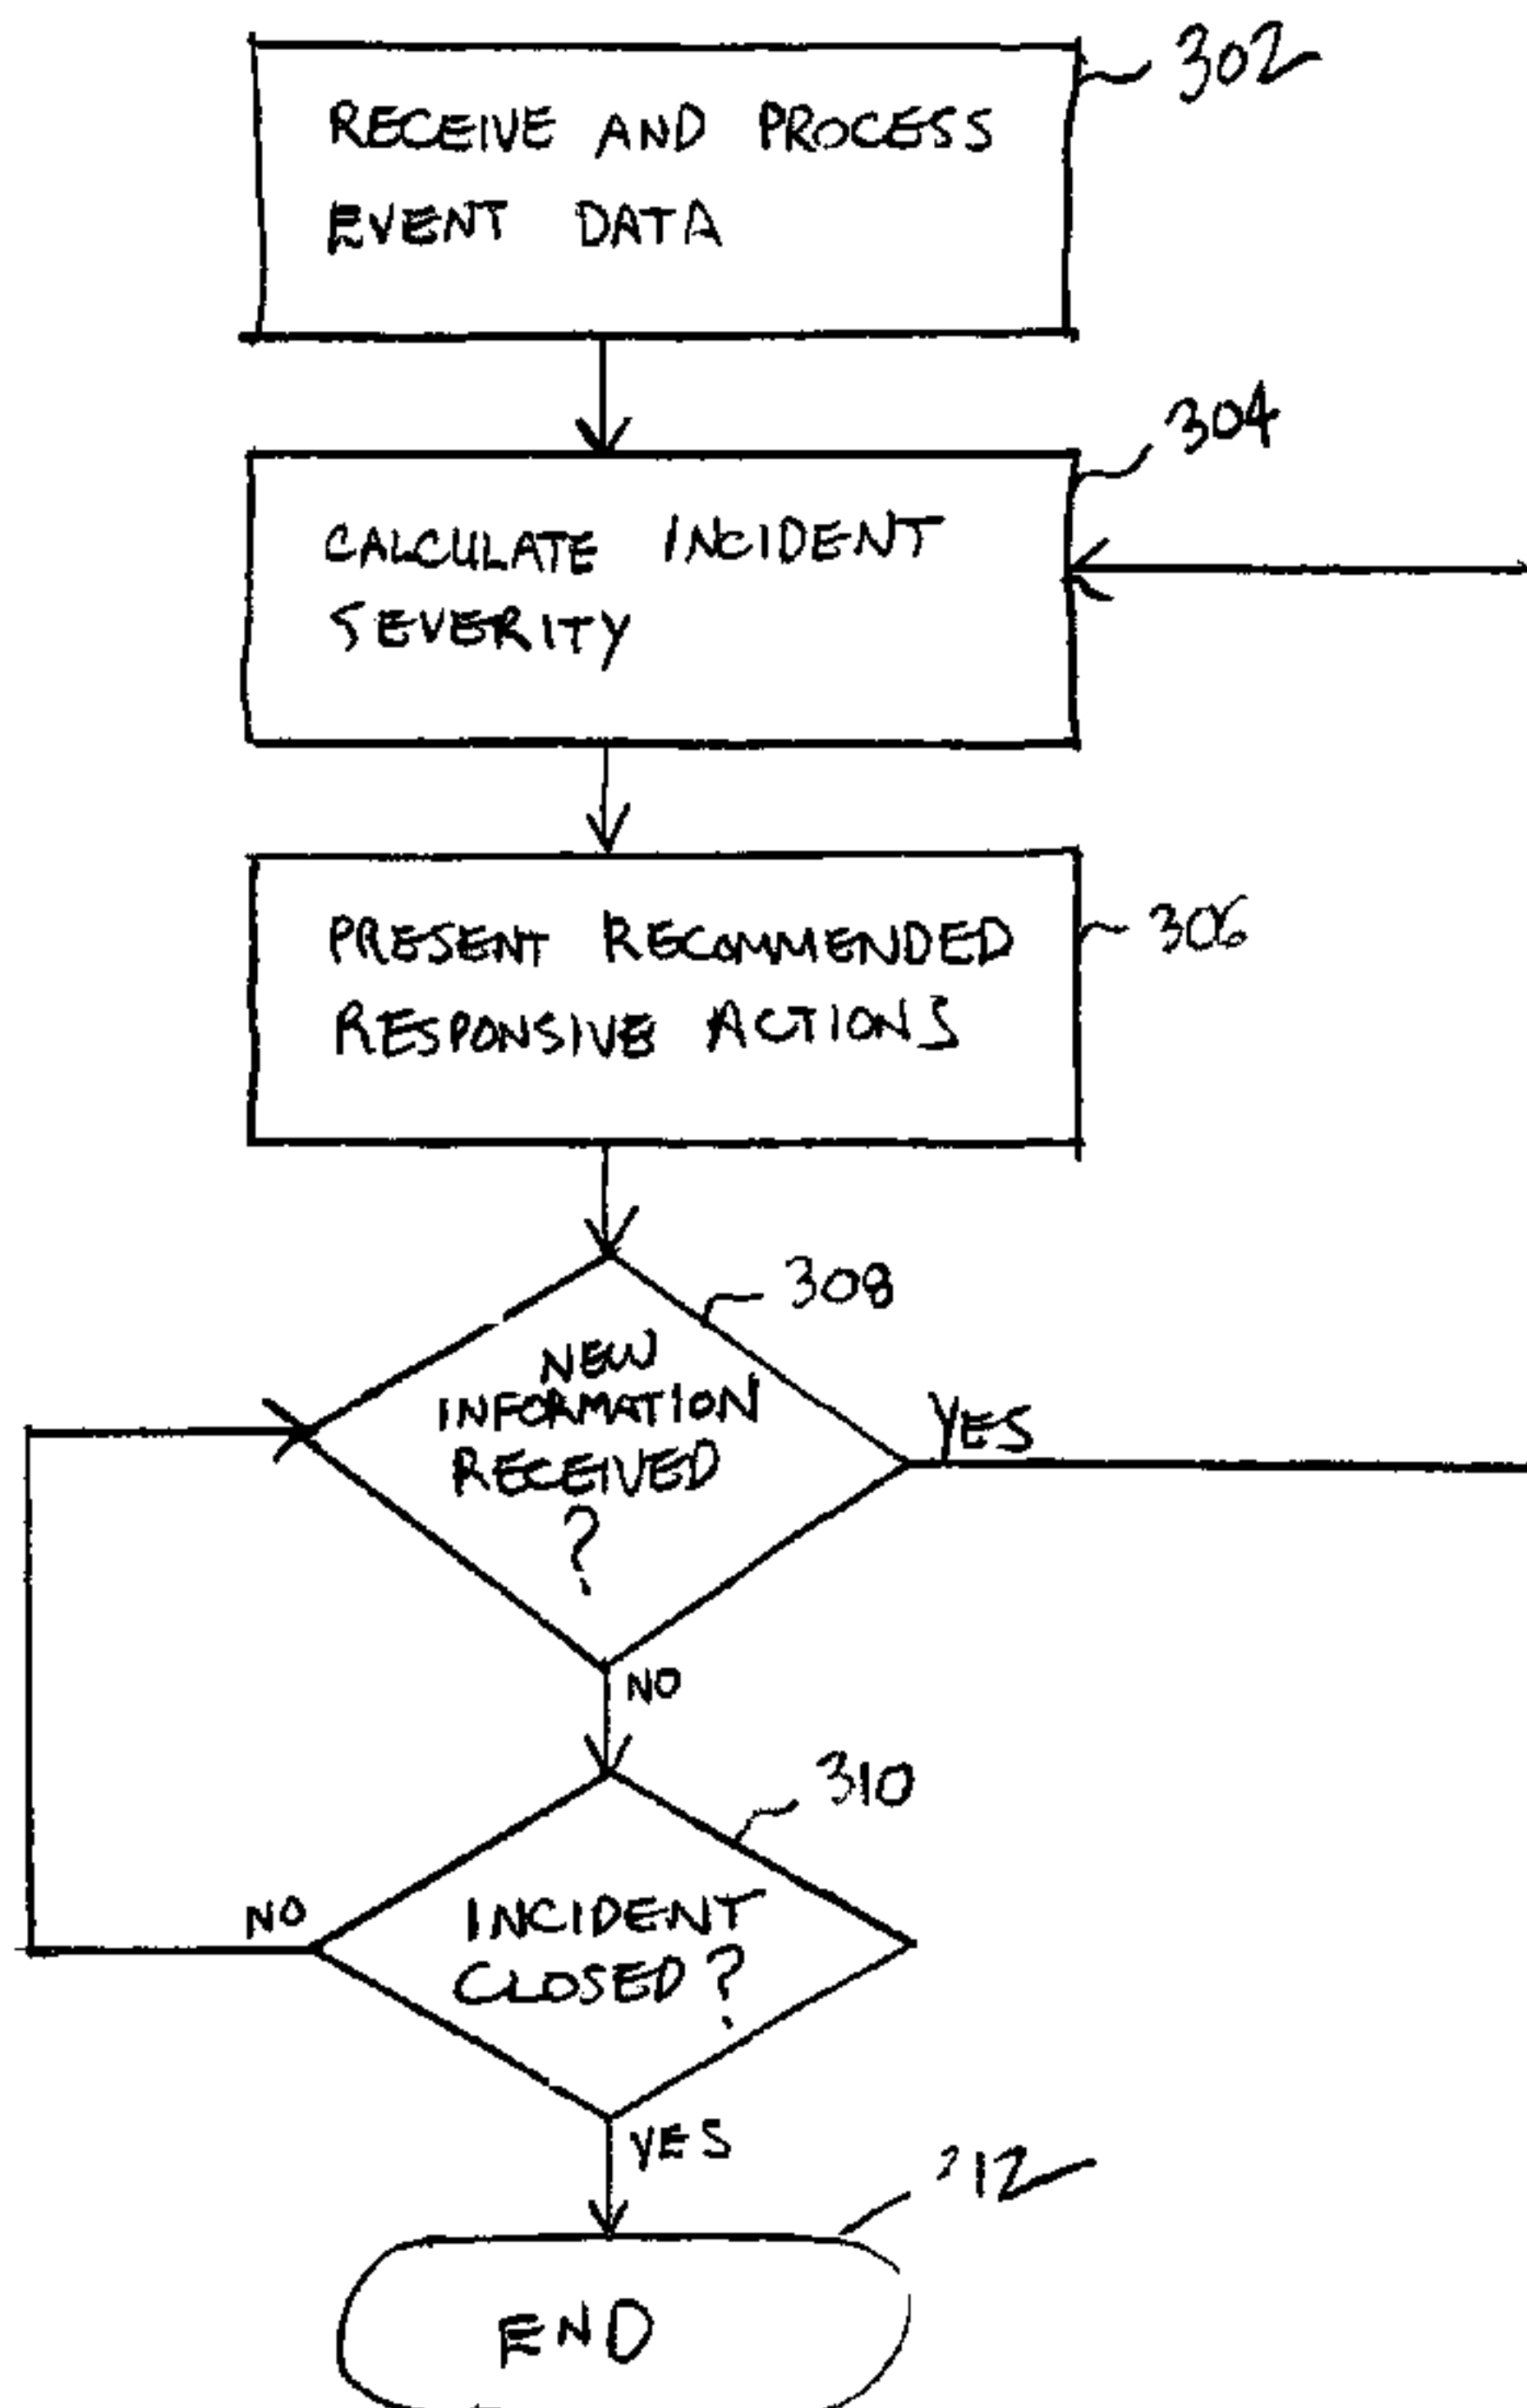 302
RECEIVE AND PROCESS
EVENT DATA
304
CALCULATE INCIDENT
SEVERITY
306
PRESENT RECOMMENDED
RESPONSIVE ACTIONS
308
NEW
INFORMATION
RECEIVED
?
YES
NO
310
INCIDENT
CLOSED?
NO
YES
312
END